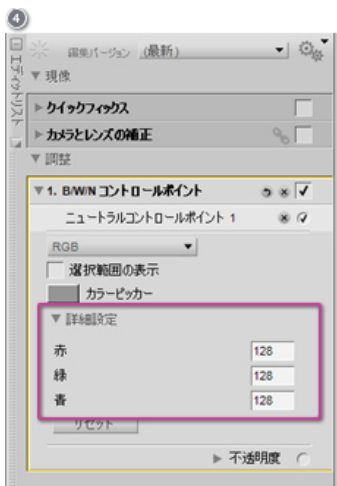 4
エディットリスト
編集バージョン (最新)
▼ 現像
▶ クイックフィックス
▶ カメラとレンズの補正
▼ 調整
▼ 1. B/W/N コントロールポイント
ニュートラルコントロールポイント 1
RGB
選択範囲の表示
カラーピッカー
▼ 詳細設定
赤 128
緑 128
青 128
リセット
▶ 不透明度